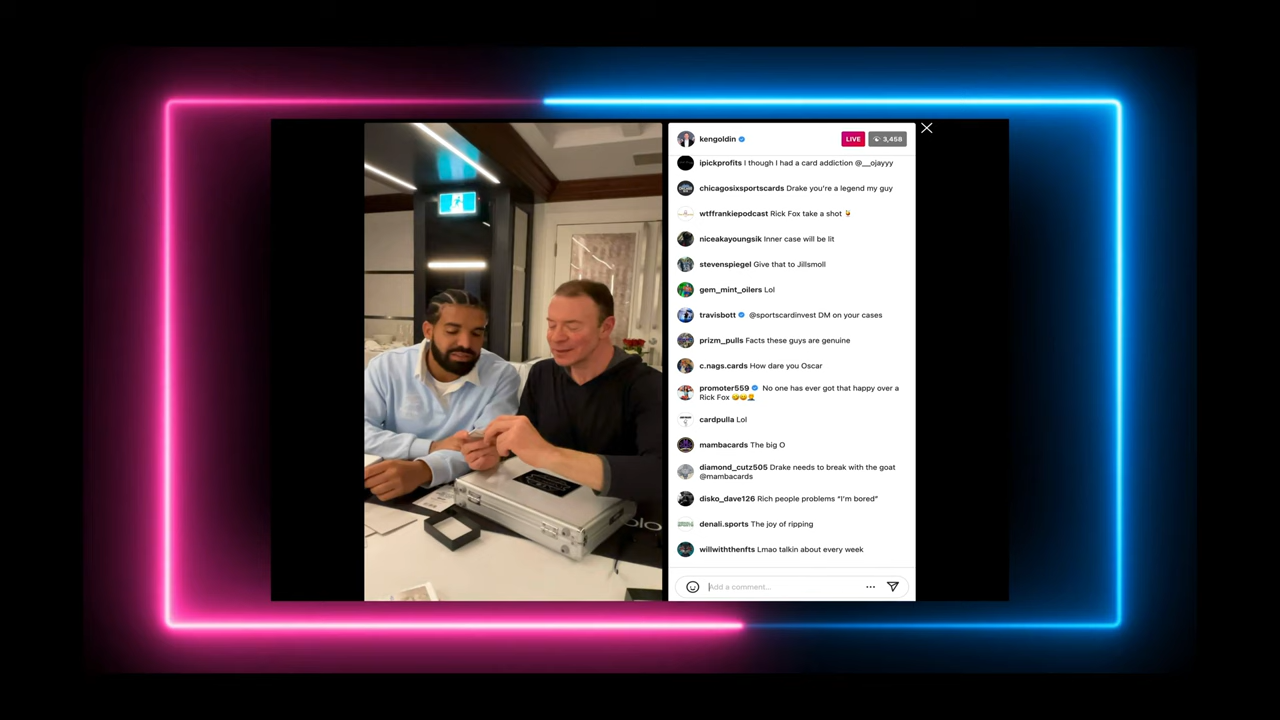 kengoldin
LIVE
3,458
ipickprofits I though I had a card addiction @__ojayyy
chicagosixsportscards Drake you're a legend my guy
wtffrankiepodcast Rick Fox take a shot
niceakayoungsik Inner case will be lit
stevenspiegel Give that to Jillsmoll
gem_mint_oilers Lol
travisbott @sportscardinvest DM on your cases
prizm_pulls Facts these guys are genuine
c.nags.cards How dare you Oscar
promoter559 No one has ever got that happy over a
Rick Fox
cardpulla Lol
mambacards The big O
diamond_cutz505 Drake needs to break with the goat
@mambacards
disko_dave126 Rich people problems "I'm bored"
denali.sports The joy of ripping
willwiththenfts Lmao talkin about every week
Add a comment...